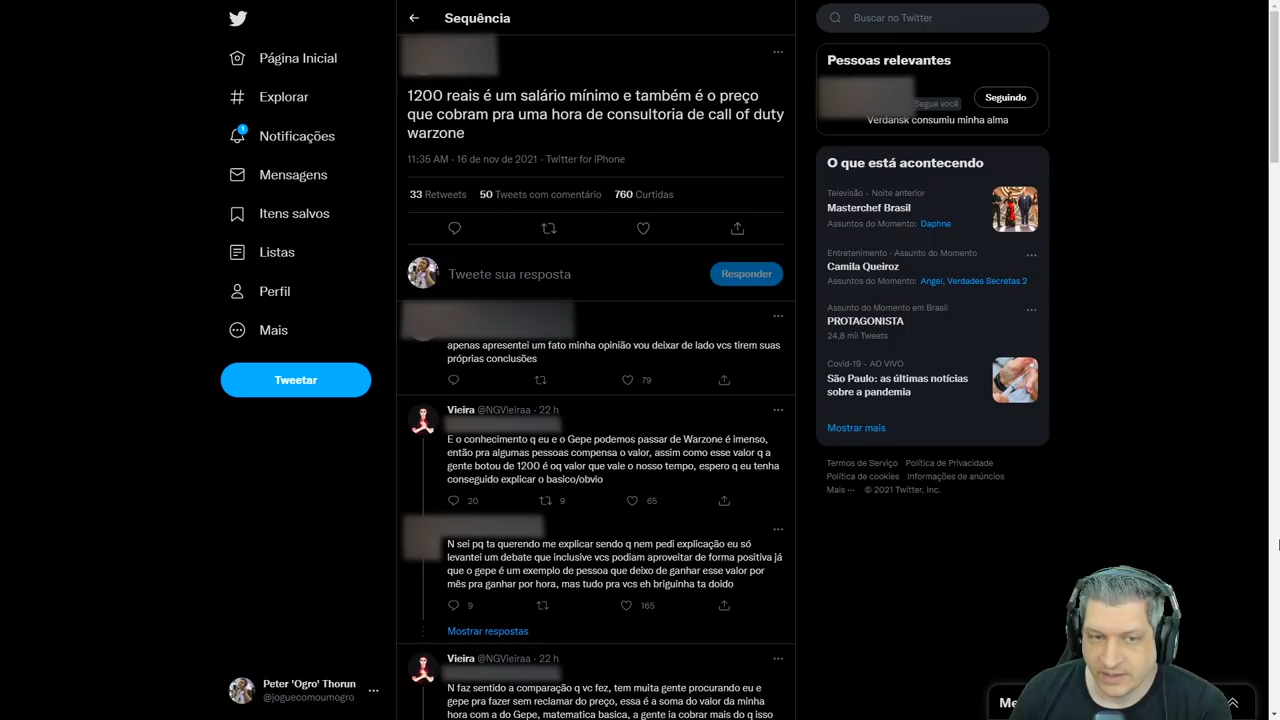 Página Inicial
Explorar
1
Notificações
Mensagens
Itens salvos
Listas
Perfil
Mais
Tweetar
Peter 'Ogro' Thorun
@joguecomoumogro
Sequência
1200 reais é um salário mínimo e também é o preço
que cobram pra uma hora de consultoria de call of duty
warzone
11:35 AM · 16 de nov de 2021 · Twitter for iPhone
33 Retweets 50 Tweets com comentário 760 Curtidas
Tweete sua resposta
Responder
apenas apresentei um fato minha opinião vou deixar de lado vcs tirem suas
próprias conclusões
79
Vieira @NGVieiraa · 22 h
E o conhecimento q eu e o Gepe podemos passar de Warzone é imenso,
então pra algumas pessoas compensa o valor, assim como esse valor q a
gente botou de 1200 é oq valor que vale o nosso tempo, espero q eu tenha
conseguido explicar o basico/obvio
20 9 65
N sei pq ta querendo me explicar sendo q nem pedi explicação eu só
levantei um debate que inclusive vcs podiam aproveitar de forma positiva já
que o gepe é um exemplo de pessoa que deixo de ganhar esse valor por
mês pra ganhar por hora, mas tudo pra vcs eh briguinha ta doido
9 165
Mostrar respostas
Vieira @NGVieiraa · 22 h
N faz sentido a comparação q vc fez, tem muita gente procurando eu e
gepe pra fazer sem reclamar do preço, essa é a soma do valor da minha
hora com a do Gepe, matematica basica, a gente ia cobrar mais do q isso
Buscar no Twitter
Pessoas relevantes
Segue você
Seguindo
Verdansk consumiu minha alma
O que está acontecendo
Televisão · Noite anterior
Masterchef Brasil
Assuntos do Momento: Daphne
Entretenimento · Assunto do Momento
Camila Queiroz
Assuntos do Momento: Angel, Verdades Secretas 2
Assunto do Momento em Brasil
PROTAGONISTA
24,8 mil Tweets
Covid-19 · AO VIVO
São Paulo: as últimas notícias
sobre a pandemia
Mostrar mais
Termos de Serviço Política de Privacidade
Política de cookies Informações de anúncios
Mais ··· © 2021 Twitter, Inc.